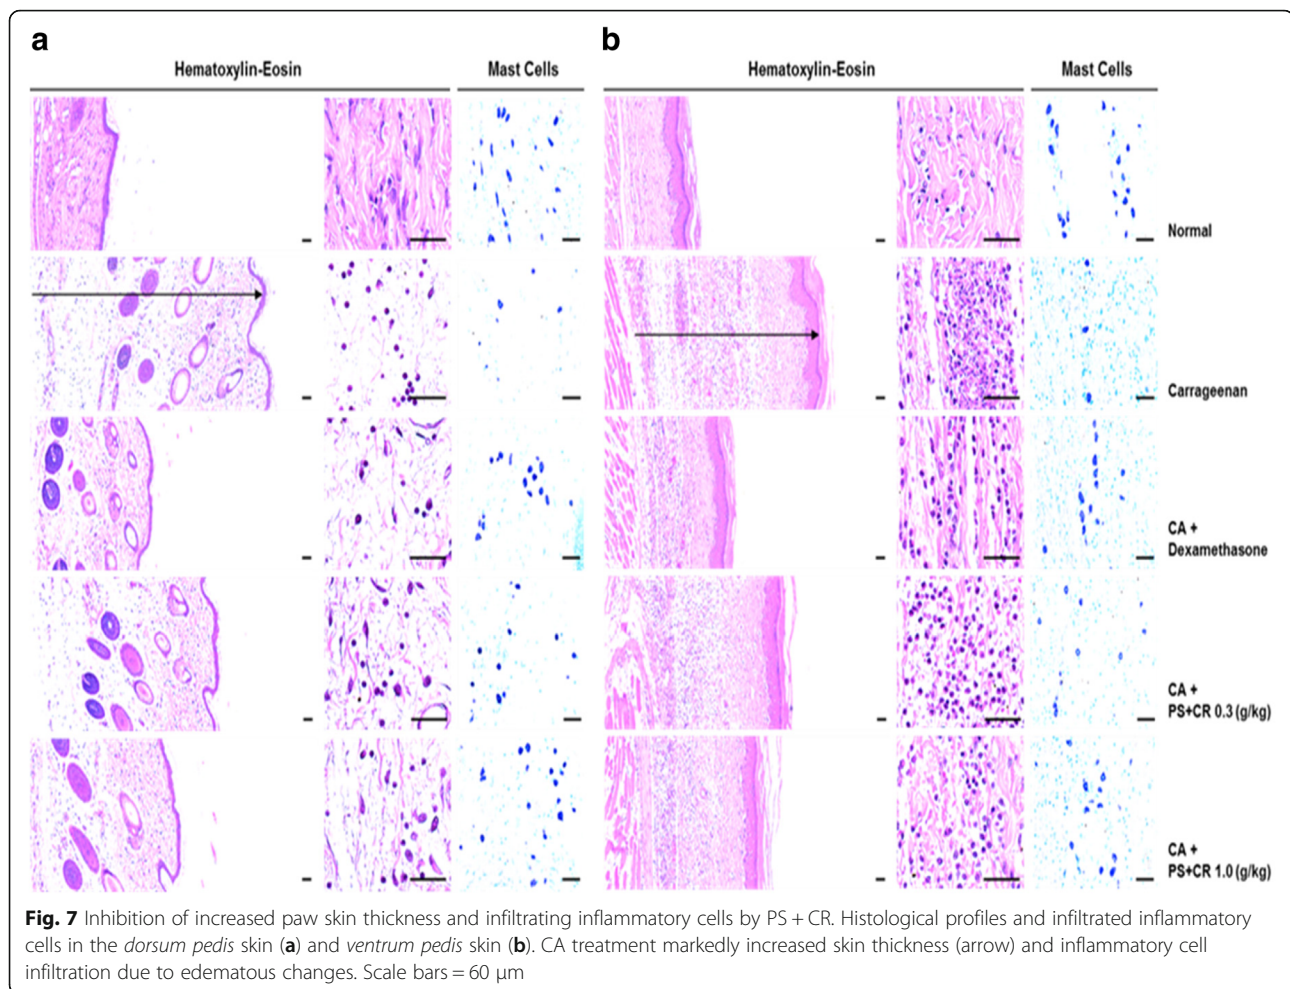 a
b
Hematoxylin-Eosin
Mast Cells
Hematoxylin-Eosin
Mast Cells
Normal
Carrageenan
CA +
Dexamethasone
CA +
PS+CR 0.3 (g/kg)
CA +
PS+CR 1.0 (g/kg)
Fig. 7 Inhibition of increased paw skin thickness and infiltrating inflammatory cells by PS + CR. Histological profiles and infiltrated inflammatory
cells in the dorsum pedis skin (a) and ventrum pedis skin (b). CA treatment markedly increased skin thickness (arrow) and inflammatory cell
infiltration due to edematous changes. Scale bars = 60 μm